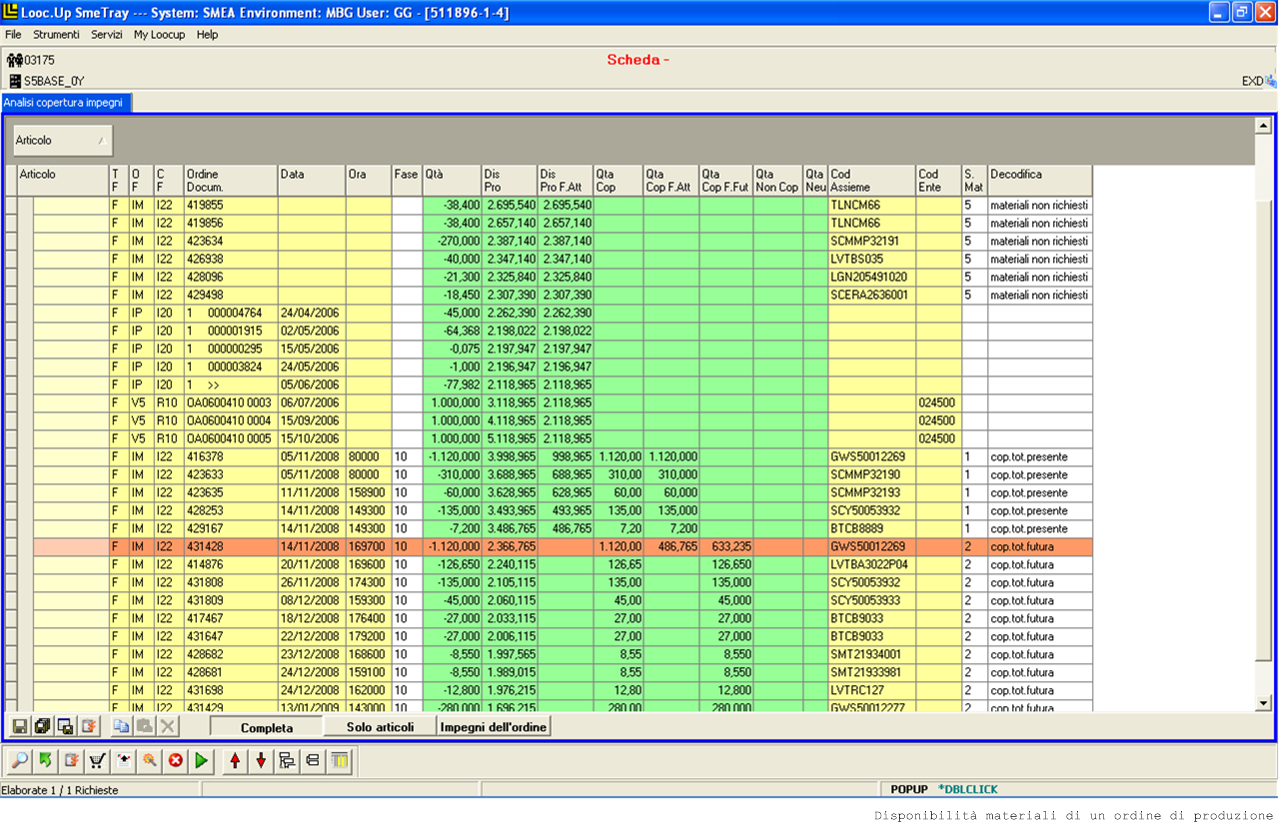 Looc.Up SmeTray --- System: SMEA Environment: MBG User: GG - [511896-1-4]
File Strumenti Servizi My Loocup Help
03175
Scheda -
S5BASE_0Y EXD
Analisi copertura impegni
Articolo
Articolo T F O F C F Ordine Docum. Data Ora Fase Qtà Dis Pro Dis Pro F.Att Qta Cop Qta Cop F.Att Qta Cop F.Fut Qta Non Cop Qta Neu Cod Assieme Cod Ente S. Mat Decodifica
F IM I22 419855 -38,400 2.695,540 2.695,540 TLNCM66 5 materiali non richiesti
F IM I22 419856 -38,400 2.657,140 2.657,140 TLNCM66 5 materiali non richiesti
F IM I22 423634 -270,000 2.387,140 2.387,140 SCMMP32191 5 materiali non richiesti
F IM I22 426938 -40,000 2.347,140 2.347,140 LVTBS035 5 materiali non richiesti
F IM I22 428096 -21,300 2.325,840 2.325,840 LGN205491020 5 materiali non richiesti
F IM I22 429498 -18,450 2.307,390 2.307,390 SCERA2636001 5 materiali non richiesti
F IP I20 1 000004764 24/04/2006 -45,000 2.262,390 2.262,390
F IP I20 1 000001915 02/05/2006 -64,368 2.198,022 2.198,022
F IP I20 1 000000295 15/05/2006 -0,075 2.197,947 2.197,947
F IP I20 1 000003824 24/05/2006 -1,000 2.196,947 2.196,947
F IP I20 1 >> 05/06/2006 -77,982 2.118,965 2.118,965
F V5 R10 OA0600410 0003 06/07/2006 1.000,000 3.118,965 2.118,965 024500
F V5 R10 OA0600410 0004 15/09/2006 1.000,000 4.118,965 2.118,965 024500
F V5 R10 OA0600410 0005 15/10/2006 1.000,000 5.118,965 2.118,965 024500
F IM I22 416378 05/11/2008 80000 10 -1.120,000 3.998,965 998,965 1.120,00 1.120,000 GWS50012269 1 cop.tot.presente
F IM I22 423633 05/11/2008 80000 10 -310,000 3.688,965 688,965 310,00 310,000 SCMMP32190 1 cop.tot.presente
F IM I22 423635 11/11/2008 158900 10 -60,000 3.628,965 628,965 60,00 60,000 SCMMP32193 1 cop.tot.presente
F IM I22 428253 14/11/2008 149300 10 -135,000 3.493,965 493,965 135,00 135,000 SCY50053932 1 cop.tot.presente
F IM I22 429167 14/11/2008 149300 10 -7,200 3.486,765 486,765 7,20 7,200 BTCB8889 1 cop.tot.presente
F IM I22 431428 14/11/2008 169700 10 -1.120,000 2.366,765 1.120,00 486,765 633,235 GWS50012269 2 cop.tot.futura
F IM I22 414876 20/11/2008 169600 10 -126,650 2.240,115 126,65 126,650 LVTBA3022P04 2 cop.tot.futura
F IM I22 431808 26/11/2008 174300 10 -135,000 2.105,115 135,00 135,000 SCY50053932 2 cop.tot.futura
F IM I22 431809 08/12/2008 159300 10 -45,000 2.060,115 45,00 45,000 SCY50053933 2 cop.tot.futura
F IM I22 417467 18/12/2008 176400 10 -27,000 2.033,115 27,00 27,000 BTCB9033 2 cop.tot.futura
F IM I22 431647 22/12/2008 179200 10 -27,000 2.006,115 27,00 27,000 BTCB9033 2 cop.tot.futura
F IM I22 428682 23/12/2008 168600 10 -8,550 1.997,565 8,55 8,550 SMT21934001 2 cop.tot.futura
F IM I22 428681 24/12/2008 159100 10 -8,550 1.989,015 8,55 8,550 SMT21933981 2 cop.tot.futura
F IM I22 431698 24/12/2008 162000 10 -12,800 1.976,215 12,80 12,800 LVTRC127 2 cop.tot.futura
F IM I22 431429 13/01/2009 143000 10 -280,000 1.696,215 280,00 280,000 GWS50012277 2 cop.tot.futura
Completa Solo articoli Impegni dell'ordine
Elaborate 1 / 1 Richieste POPUP *DBLCLICK
Disponibilità materiali di un ordine di produzione